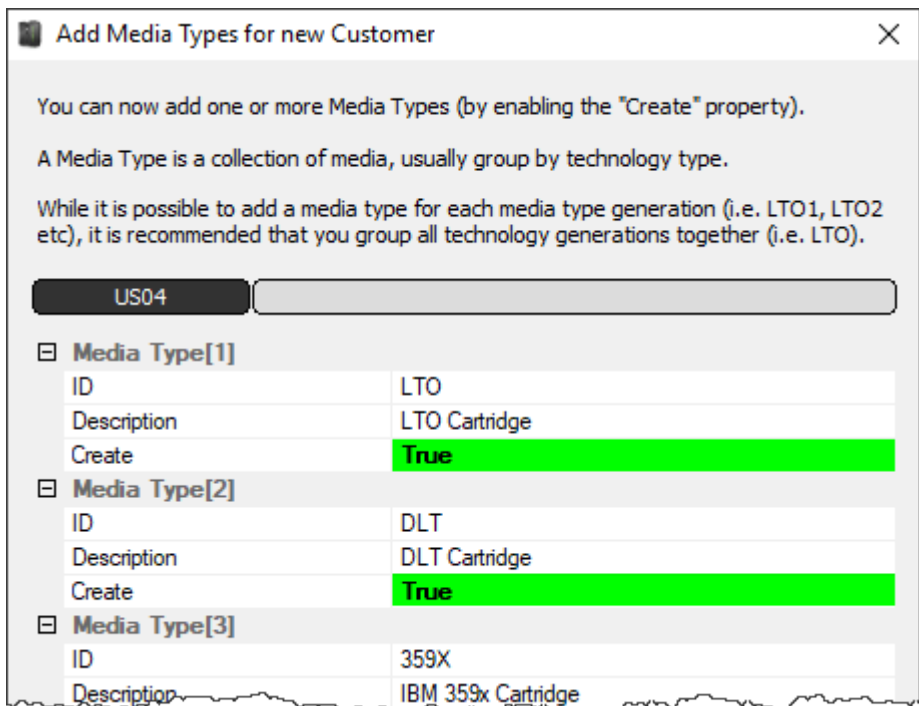 Add Media Types for new Customer
You can now add one or more Media Types (by enabling the "Create" property).
A Media Type is a collection of media, usually group by technology type.
While it is possible to add a media type for each media type generation (i.e. LTO1, LTO2
etc), it is recommended that you group all technology generations together (i.e. LTO).
US04
Media Type[1]
ID LTO
Description LTO Cartridge
Create True
Media Type[2]
ID DLT
Description DLT Cartridge
Create True
Media Type[3]
ID 359X
Description IBM 359x Cartridge